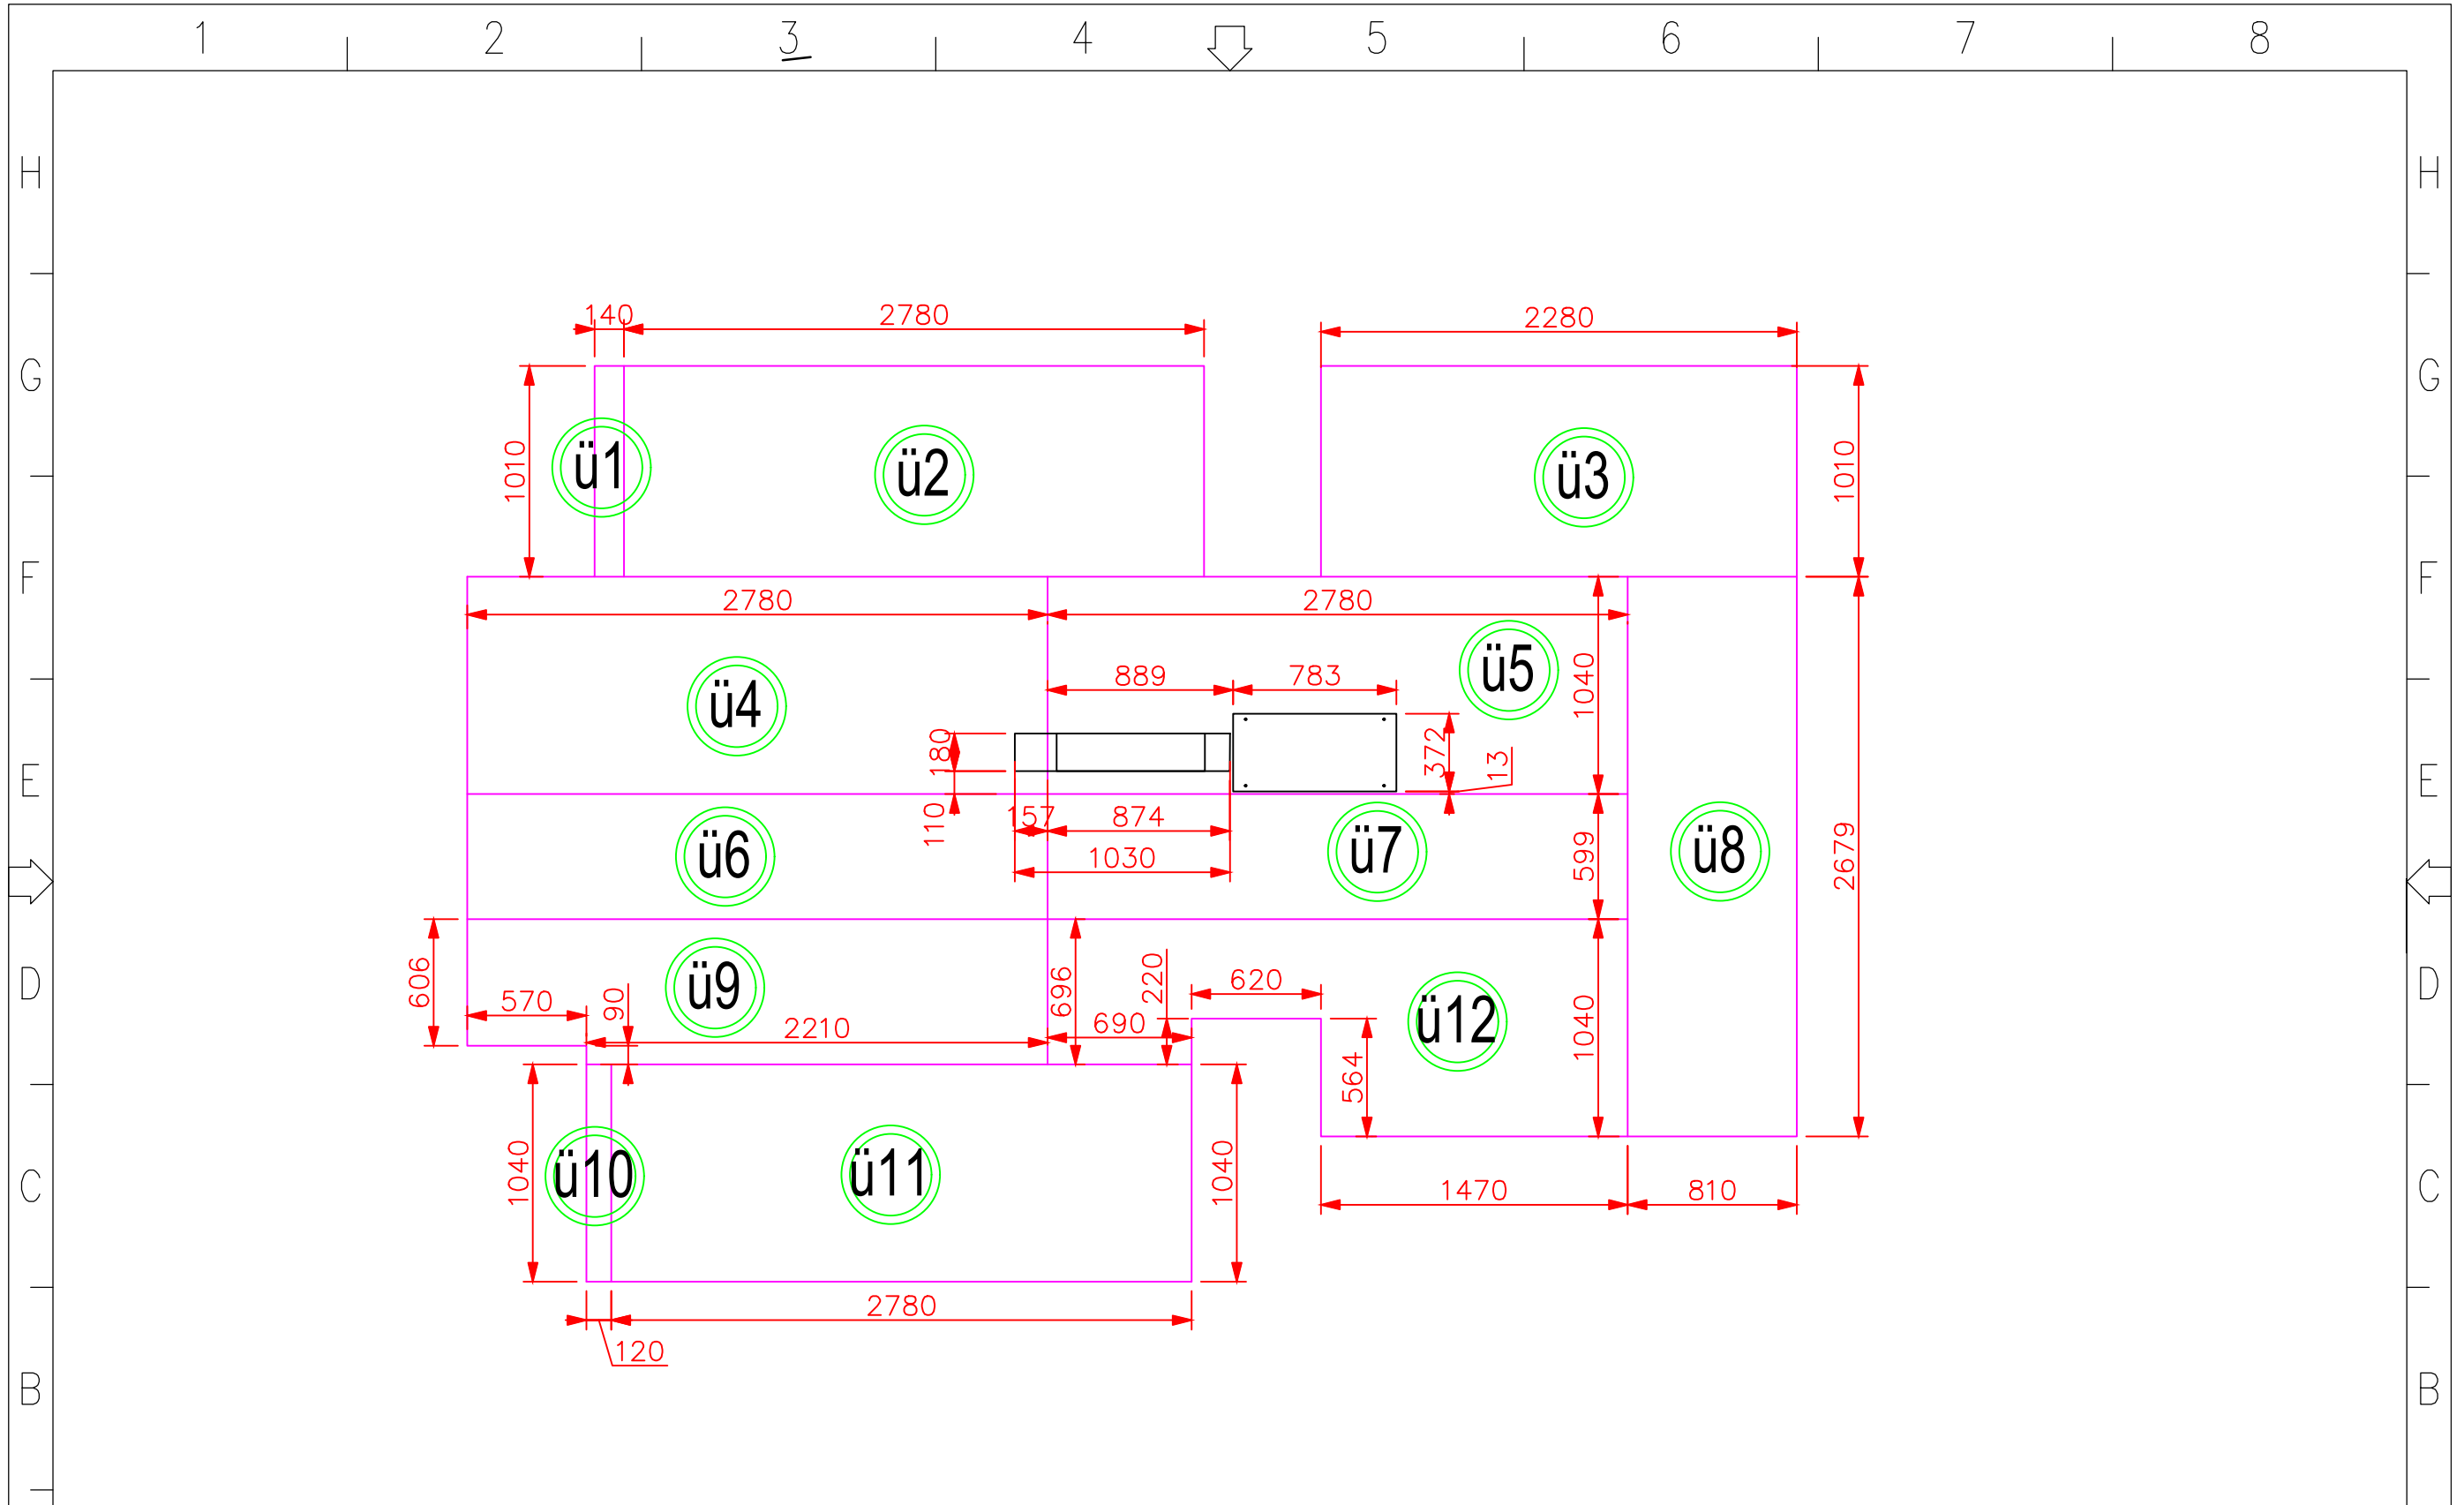 1 2 3 4 5 6 7 8
H H
140 2780 2280
G G
1010 ü1 ü2 ü3 1010
F F
2780 2780
889 783 ü5 1040
ü4
180 372 13
E E
110 157 874
ü6 1030 ü7 599 ü8 2679
606 570 90 ü9 696 220 620
D D
2210 690 ü12 1040
564
1040 ü10 ü11 1040
C C
1470 810
2780
120
B B